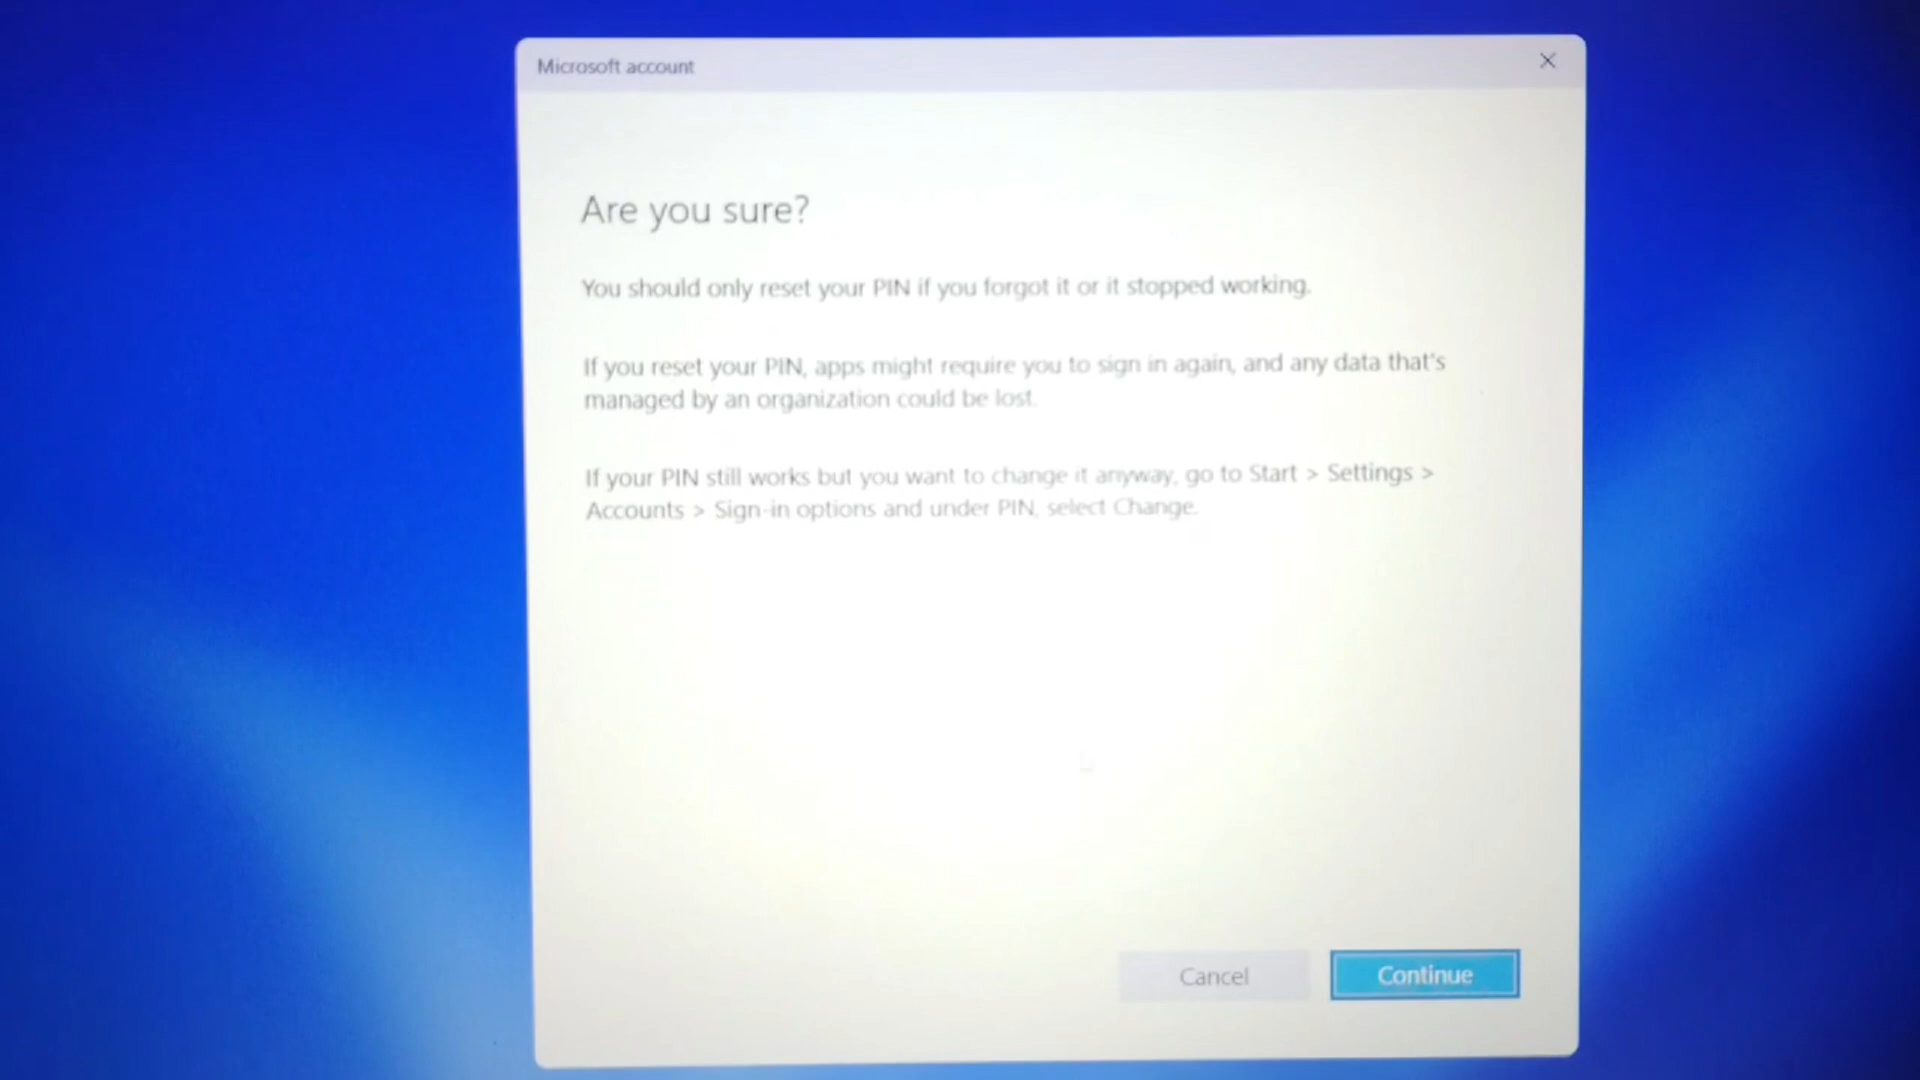 Microsoft account
Are you sure?
You should only reset your PIN if you forgot it or it stopped working.
If you reset your PIN, apps might require you to sign in again, and any data that's
managed by an organization could be lost.
If your PIN still works but you want to change it anyway, go to Start > Settings >
Accounts > Sign-in options and under PIN, select Change.
Cancel
Continue